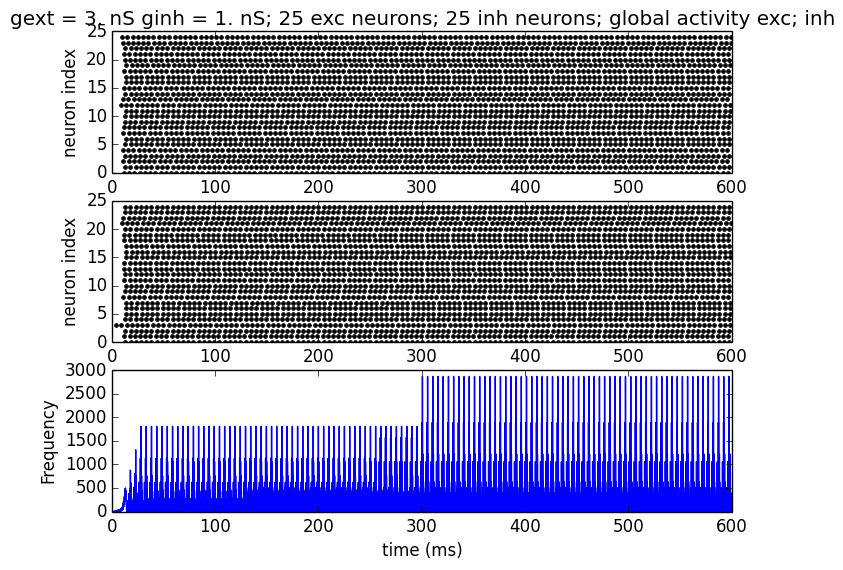 gext = 3. nS ginh = 1. nS; 25 exc neurons; 25 inh neurons; global activity exc; inh
25
20
15
10
5
0
neuron index
0 100 200 300 400 500 600
25
20
15
10
5
0
neuron index
0 100 200 300 400 500 600
3000
2500
2000
1500
1000
500
0
Frequency
0 100 200 300 400 500 600
time (ms)